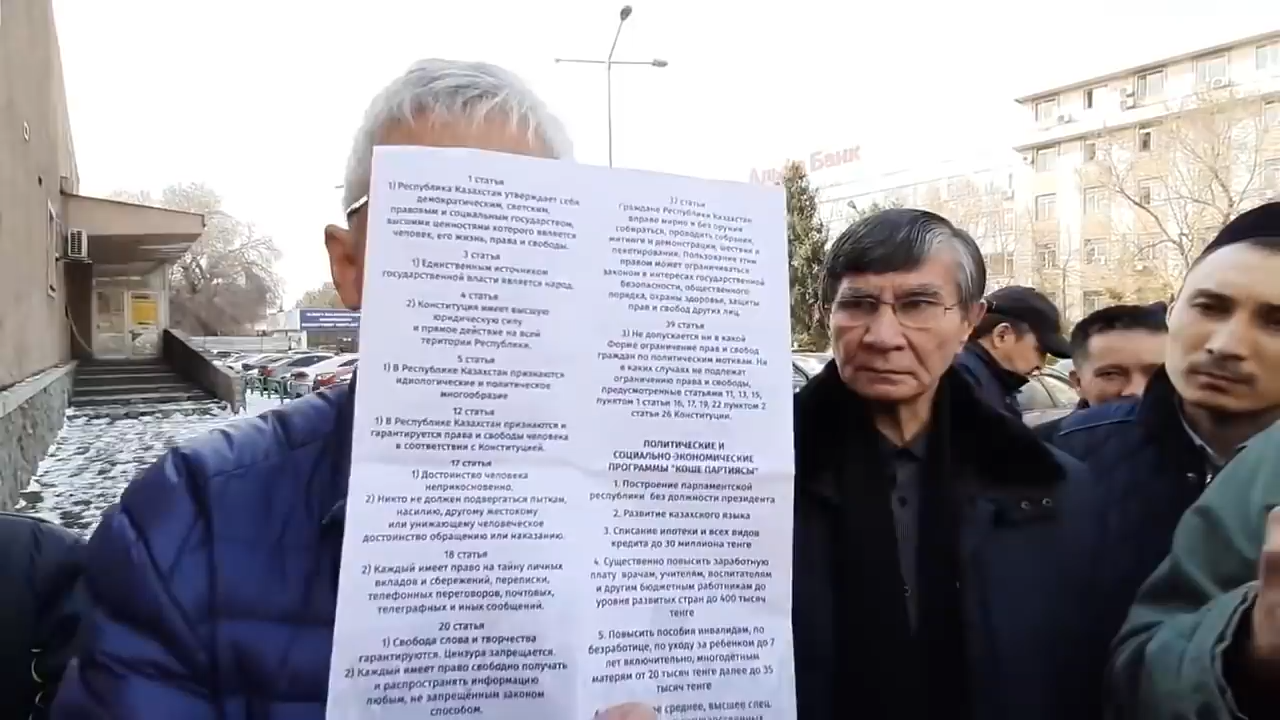 1 статья
1) Республика Казахстан утверждает себя
демократическим, светским,
правовым и социальным государством,
высшими ценностями которого является
человек, его жизнь, права и свободы.
3 статья
1) Единственным источником
государственной власти является народ.
4 статья
2) Конституция имеет высшую
юридическую силу
и прямое действие на всей
территории Республики.
5 статья
1) В Республике Казахстан признаются
идиологические и политическое
многообразие
12 статья
1) В Республике Казахстан признаются и
гарантируется права и свободы человека
в соответствии с Конституцией.
17 статья
1) Достоинство человека
неприкосновенно.
2) Никто не должен подвергаться пыткам,
насилию, другому жестокому
или унижающему человеческое
достоинство обращению или наказанию.
18 статья
2) Каждый имеет право на тайну личных
вкладов и сбережений, переписки,
телефонных переговоров, почтовых,
телеграфных и иных сообщений.
20 статья
1) Свобода слова и творчества
гарантируются. Цензура запрещается.
2) Каждый имеет право свободно получать
и распространять информацию
любым, не запрещённым законом
способом.
37 статья
Граждане Республики Казахстан
вправе мирно и без оружия
собираться, проводить собрания,
митинги и демонстрации, шествия и
пикетирования. Пользование этим
правом может ограничиваться
законом в интересах государственной
безопасности, общественного
порядка, охраны здоровья, защиты
прав и свобод других лиц.
39 статья
3) Не допускается ни в какой
Форме ограничение прав и свобод
граждан по политическим мотивам. Ни
в каких случаях не подлежат
ограничению права и свободы,
предусмотренные статьями 11, 13, 15,
пунктом 1 статьи 16, 17, 19, 22 пунктом 2
статьи 26 Конституции.
ПОЛИТИЧЕСКИЕ И
СОЦИАЛЬНО-ЭКОНОМИЧЕСКИЕ
ПРОГРАММЫ "КОШЕ ПАРТИЯСЫ"
1. Построение парламентской
республики без должности президента
2. Развитие казахского языка
3. Списание ипотеки и всех видов
кредита до 30 миллиона тенге
4. Существенно повысить заработную
плату врачам, учителям, воспитателям
и другим бюджетным работникам до
уровня развитых стран до 400 тысяч
тенге
5. Повысить пособия инвалидам, по
безработице, по уходу за ребенком до 7
лет включительно, многодетным
матерям от 20 тысяч тенге далее до 35
тысяч тенге
среднее, высшее спец.
Альфа Банк